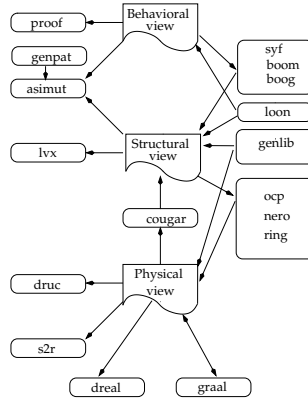 proof
Behavioral
view
genpat
syf
boom
boog
asimut
loon
lvx
Structural
view
genlib
cougar
ocp
nero
ring
druc
Physical
view
s2r
dreal
graal